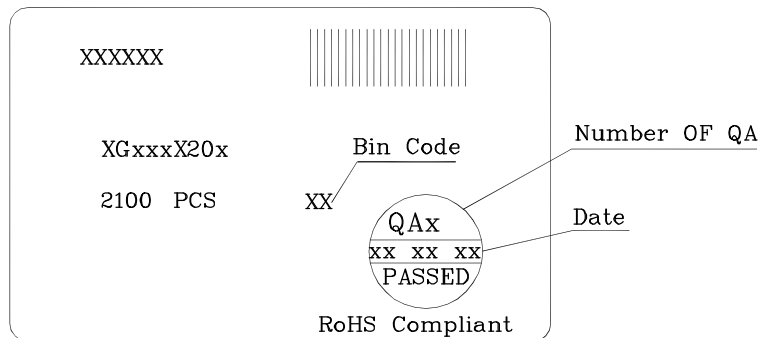 XXXXXX
XGxxxX20x
Bin Code
Number OF QA
2100 PCS
XX
QAx
Date
xx xx xx
PASSED
RoHS Compliant